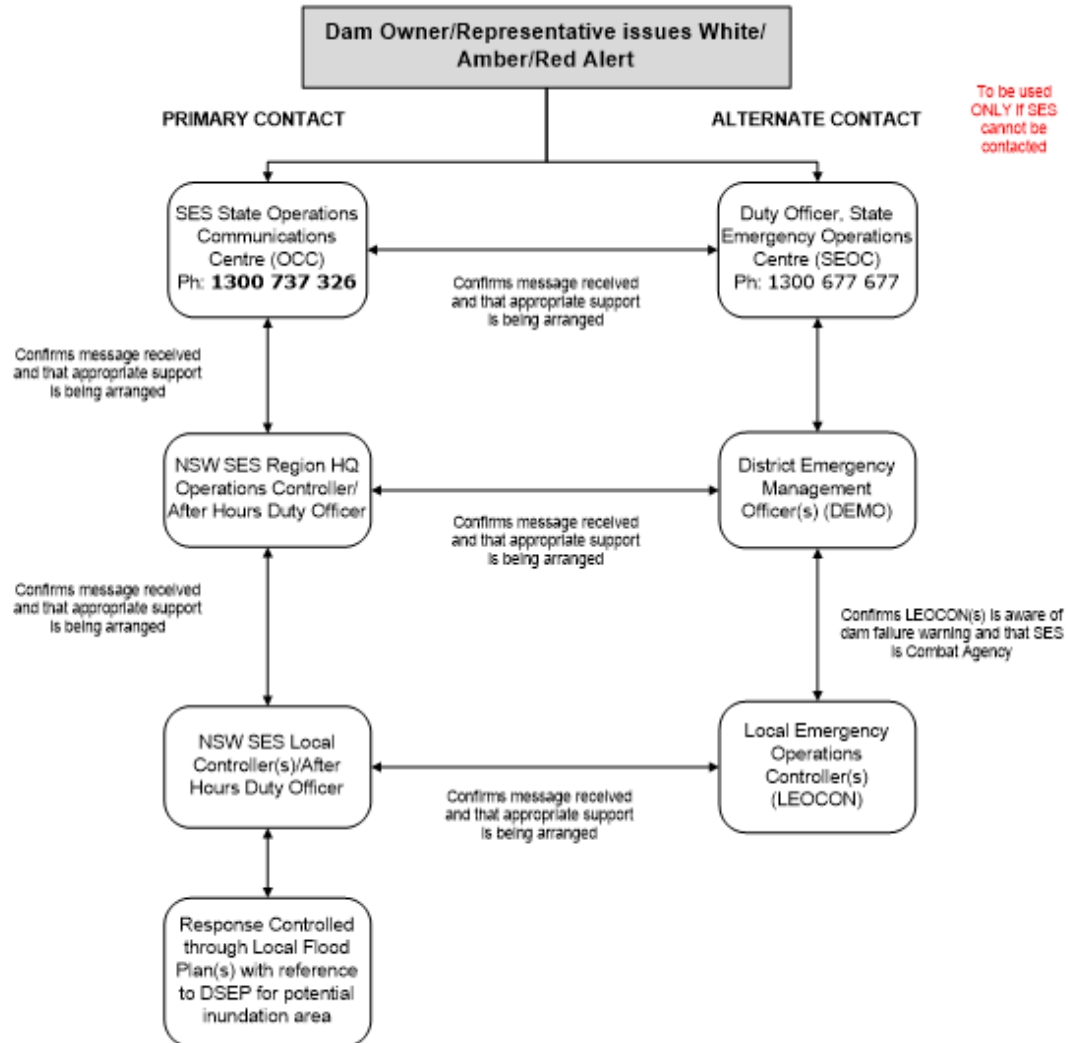 Dam Owner/Representative issues White/
Amber/Red Alert
PRIMARY CONTACT
ALTERNATE CONTACT
To be used
ONLY if SES
cannot be
contacted
SES State Operations
Communications
Centre (OCC)
Ph: 1300 737 326
Duty Officer, State
Emergency Operations
Centre (SEOC)
Ph: 1300 677 677
Confirms message received
and that appropriate support
is being arranged
Confirms message received
and that appropriate support
is being arranged
NSW SES Region HQ
Operations Controller/
After Hours Duty Officer
District Emergency
Management
Officer(s) (DEMO)
Confirms message received
and that appropriate support
is being arranged
Confirms message received
and that appropriate support
is being arranged
Confirms LEOCON(s) is aware of
dam failure warning and that SES
is Combat Agency
NSW SES Local
Controller(s)/After
Hours Duty Officer
Local Emergency
Operations
Controller(s)
(LEOCON)
Confirms message received
and that appropriate support
is being arranged
Response Controlled
through Local Flood
Plan(s) with reference
to DSEP for potential
inundation area